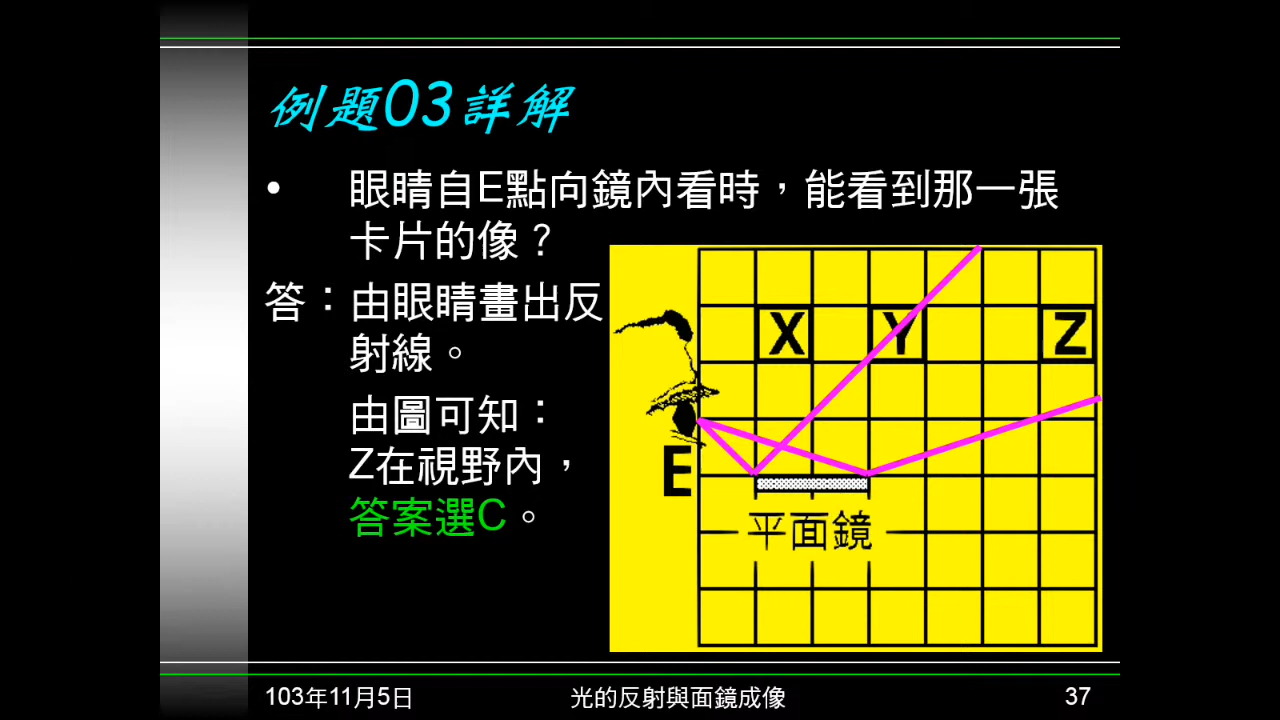 例題03詳解
• 眼睛自E點向鏡內看時，能看到那一張
卡片的像？
答：由眼睛畫出反
射線。
由圖可知：
Z在視野內，
答案選C。
X Y Z
E
平面鏡
103年11月5日 光的反射與面鏡成像 37